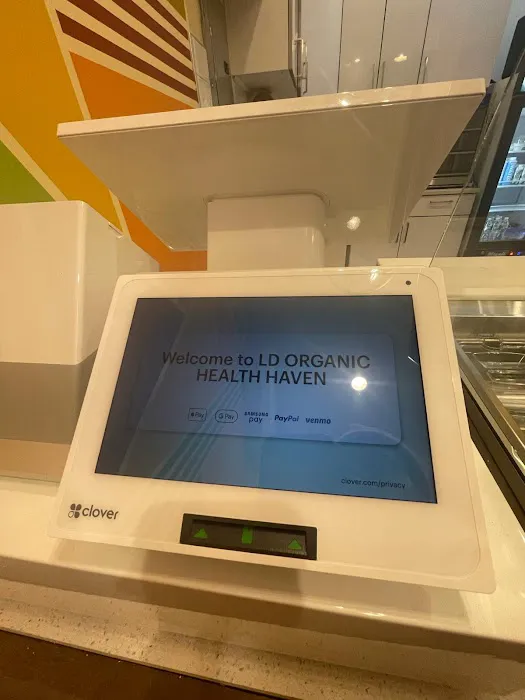 Welcome to LD ORGANIC
HEALTH HAVEN
Pay
G Pay
SAMSUNG
pay
PayPal
venmo
clover.com/privacy
clover